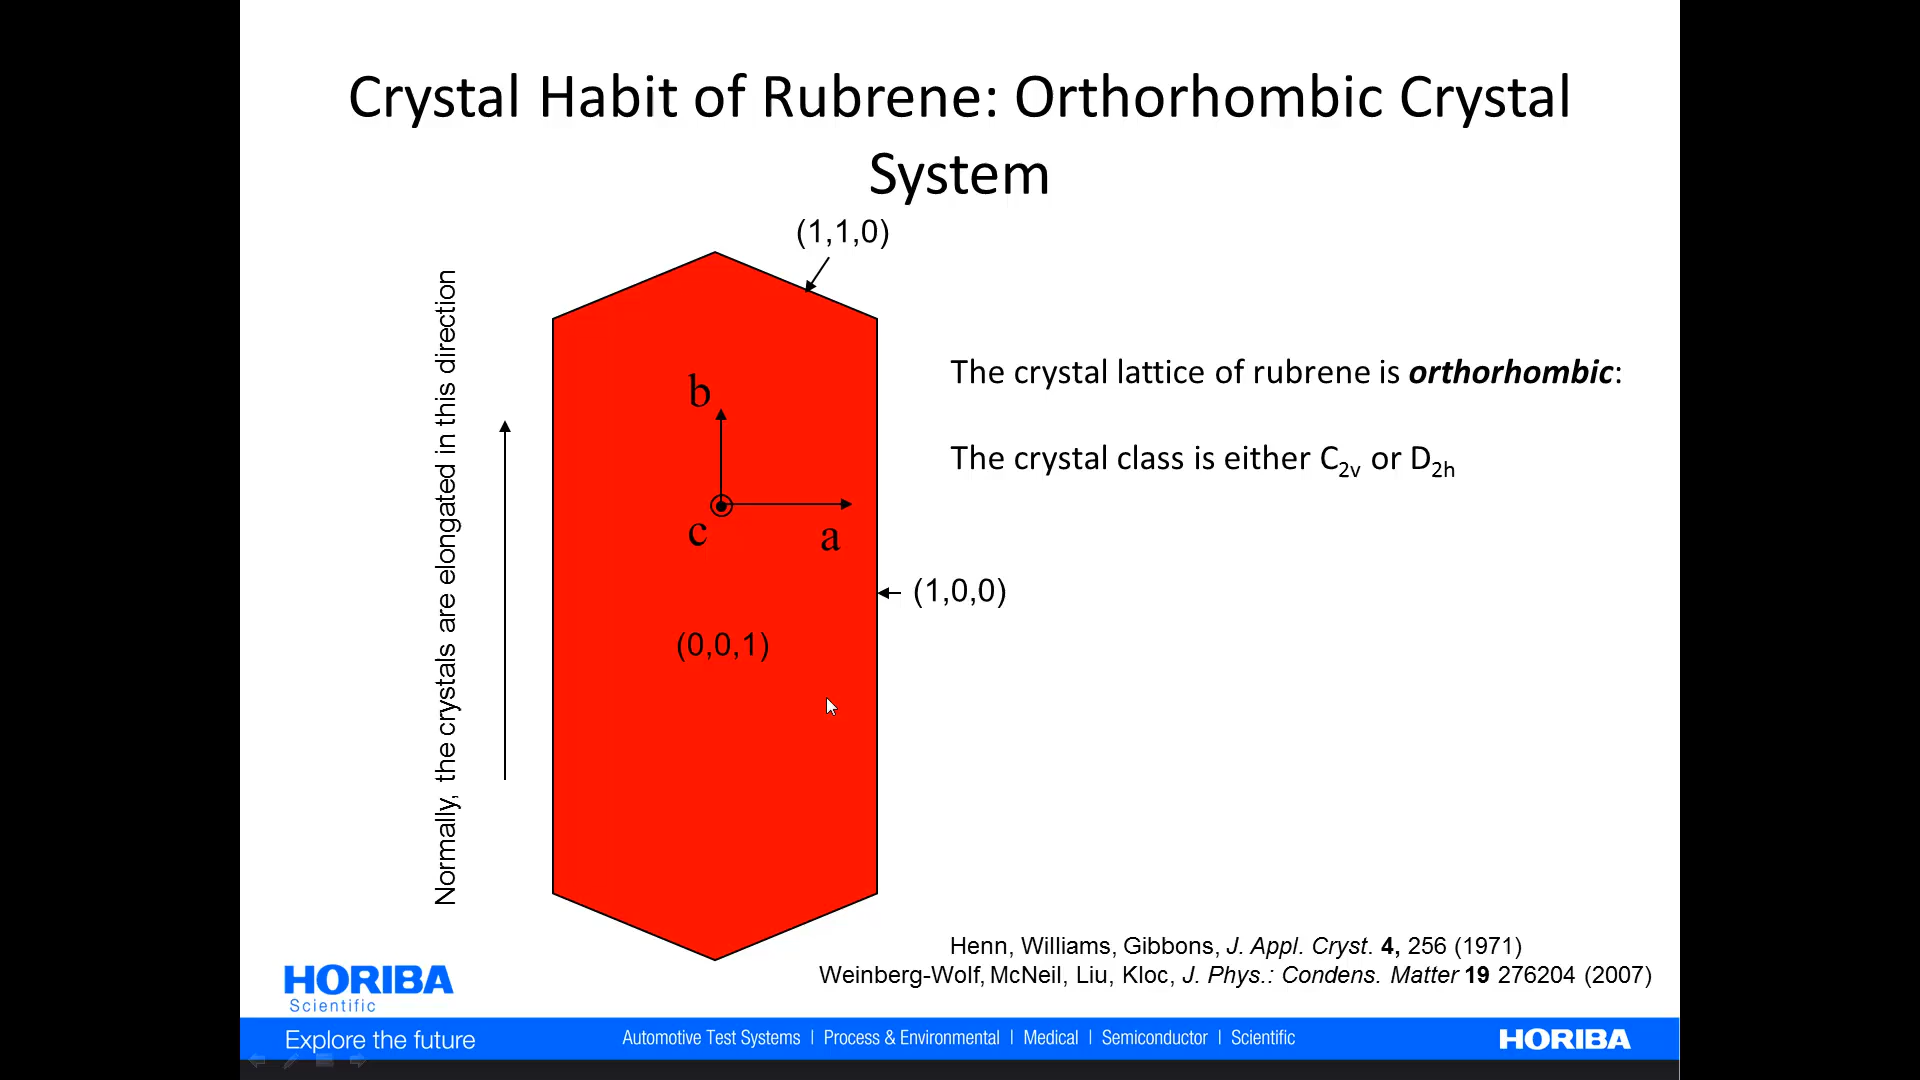 Crystal Habit of Rubrene: Orthorhombic Crystal
System
(1,1,0)
Normally, the crystals are elongated in this direction
b
c
a
(1,0,0)
(0,0,1)
The crystal lattice of rubrene is orthorhombic:
The crystal class is either C2v or D2h
Henn, Williams, Gibbons, J. Appl. Cryst. 4, 256 (1971)
Weinberg-Wolf, McNeil, Liu, Kloc, J. Phys.: Condens. Matter 19 276204 (2007)
HORIBA
Scientific
Explore the future
Automotive Test Systems | Process & Environmental | Medical | Semiconductor | Scientific
HORIBA